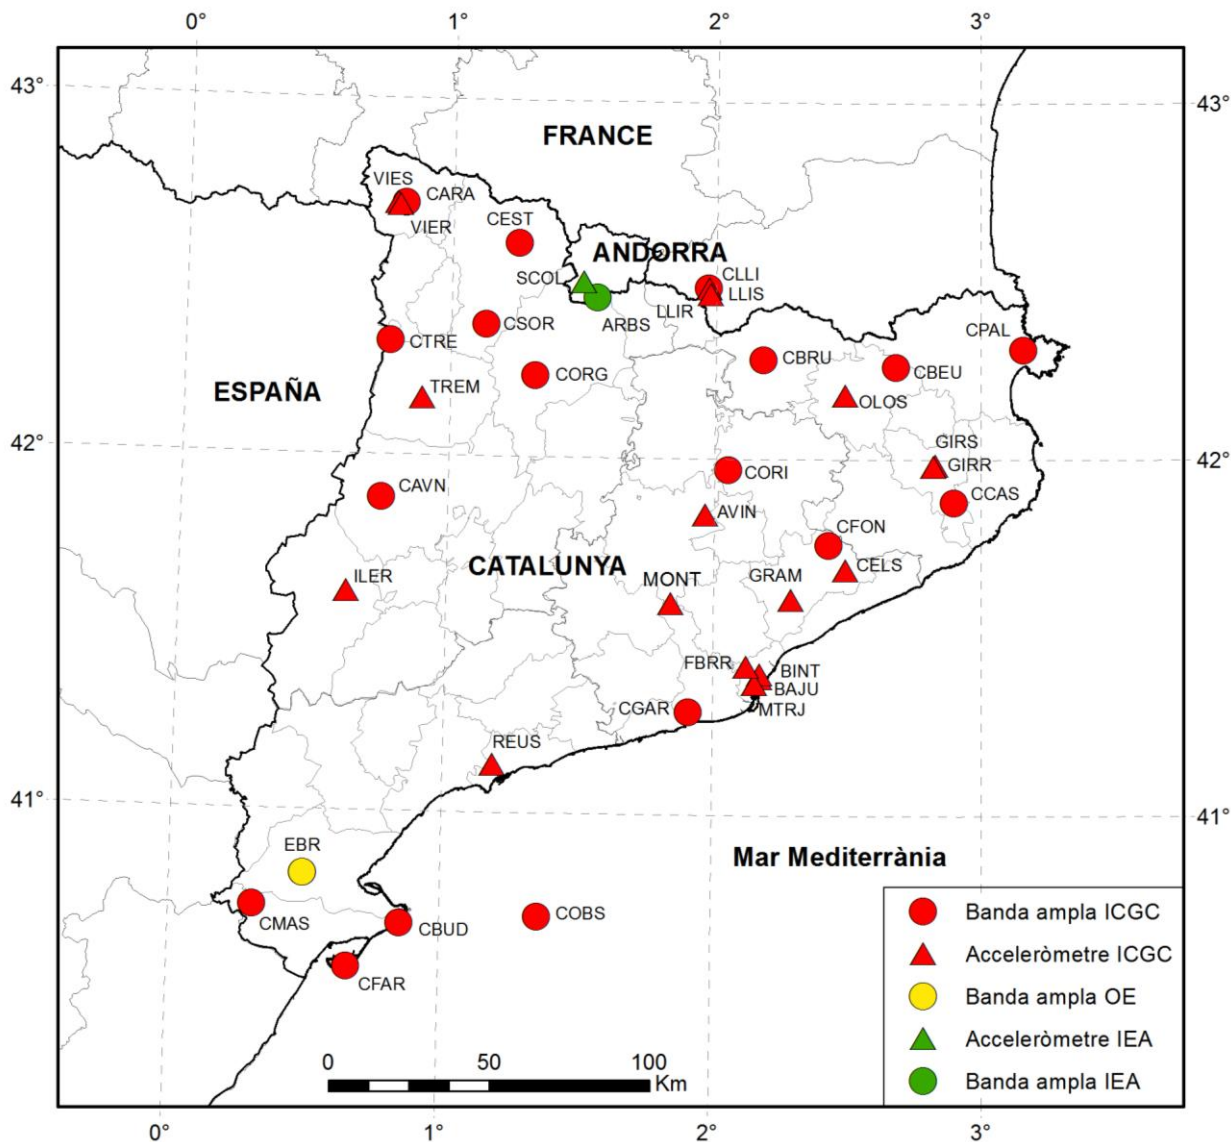 0° 1° 2° 3°
43° 43°
FRANCE
VIES
CARA
VIER
CEST
ANDORRA
SCOL
CLLI
LLIS
LLIR
ARBS
CPAL
CSOR
CTRE
CBRU
CBEU
CORG
ESPAÑA
TREM
OLOS
42° 42°
GIRS
GIRR
CORI
CAVN
CCAS
AVIN
CFON
CATALUNYA
CELS
ILER
MONT
GRAM
FBRR
BINT
BAJU
MTRJ
CGAR
REUS
41° 41°
EBR
Mar Mediterrània
CMAS
CBUD
COBS
CFAR
Banda ampla ICGC
Acceleròmetre ICGC
Banda ampla OE
Acceleròmetre IEA
Banda ampla IEA
0 50 100
Km
0° 1° 2° 3°